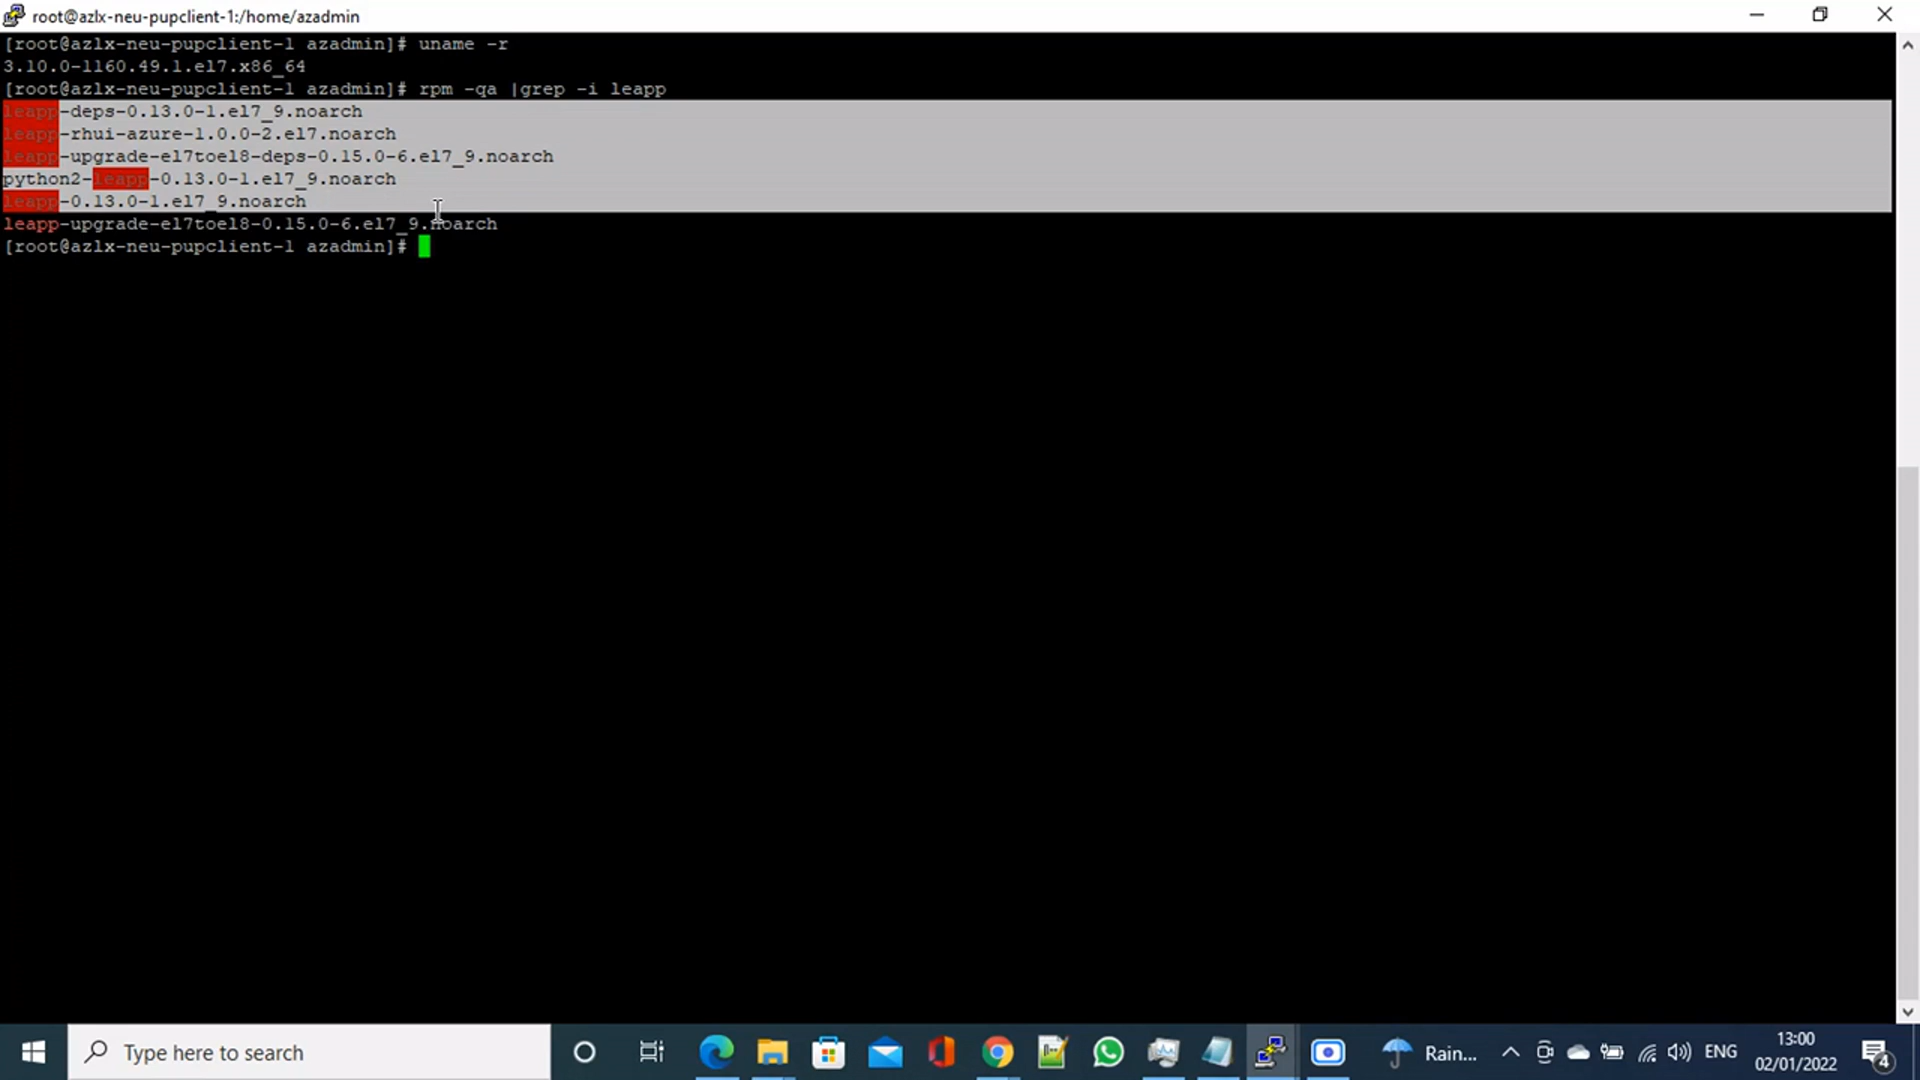 root@azlx-neu-pupclient-1:/home/azadmin
[root@azlx-neu-pupclient-1 azadmin]# uname -r
3.10.0-1160.49.1.el7.x86_64
[root@azlx-neu-pupclient-1 azadmin]# rpm -qa |grep -i leapp
leapp-deps-0.13.0-1.el7_9.noarch
leapp-rhui-azure-1.0.0-2.el7.noarch
leapp-upgrade-el7toel8-deps-0.15.0-6.el7_9.noarch
python2-leapp-0.13.0-1.el7_9.noarch
leapp-0.13.0-1.el7_9.noarch
leapp-upgrade-el7toel8-0.15.0-6.el7_9.noarch
[root@azlx-neu-pupclient-1 azadmin]#
Type here to search
Rain...
ENG
13:00
02/01/2022
4